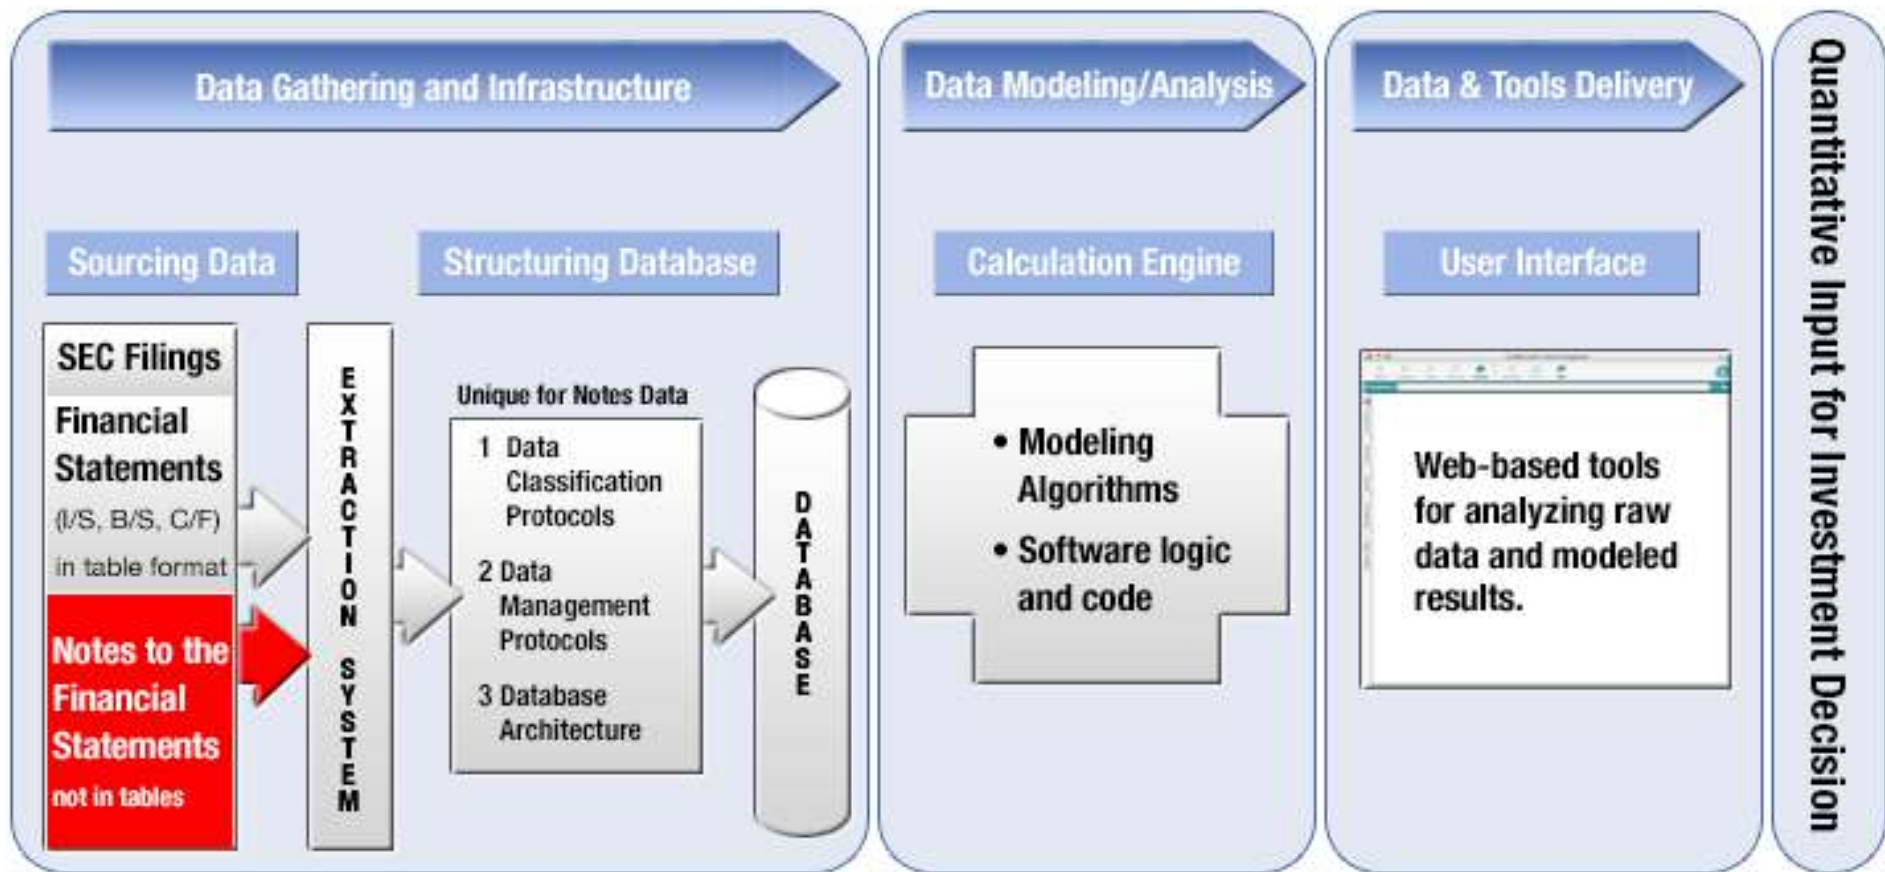 Data Gathering and Infrastructure
Data Modeling/Analysis
Data & Tools Delivery
Quantitative Input for Investment Decision
Sourcing Data
Structuring Database
Calculation Engine
User Interface
SEC Filings
Financial
Statements
(I/S, B/S, C/F)
in table format
Notes to the
Financial
Statements
not in tables
EXTRACTION SYSTEM
Unique for Notes Data
1 Data
Classification
Protocols
2 Data
Management
Protocols
3 Database
Architecture
DATABASE
• Modeling
Algorithms
• Software logic
and code
Web-based tools
for analyzing raw
data and modeled
results.